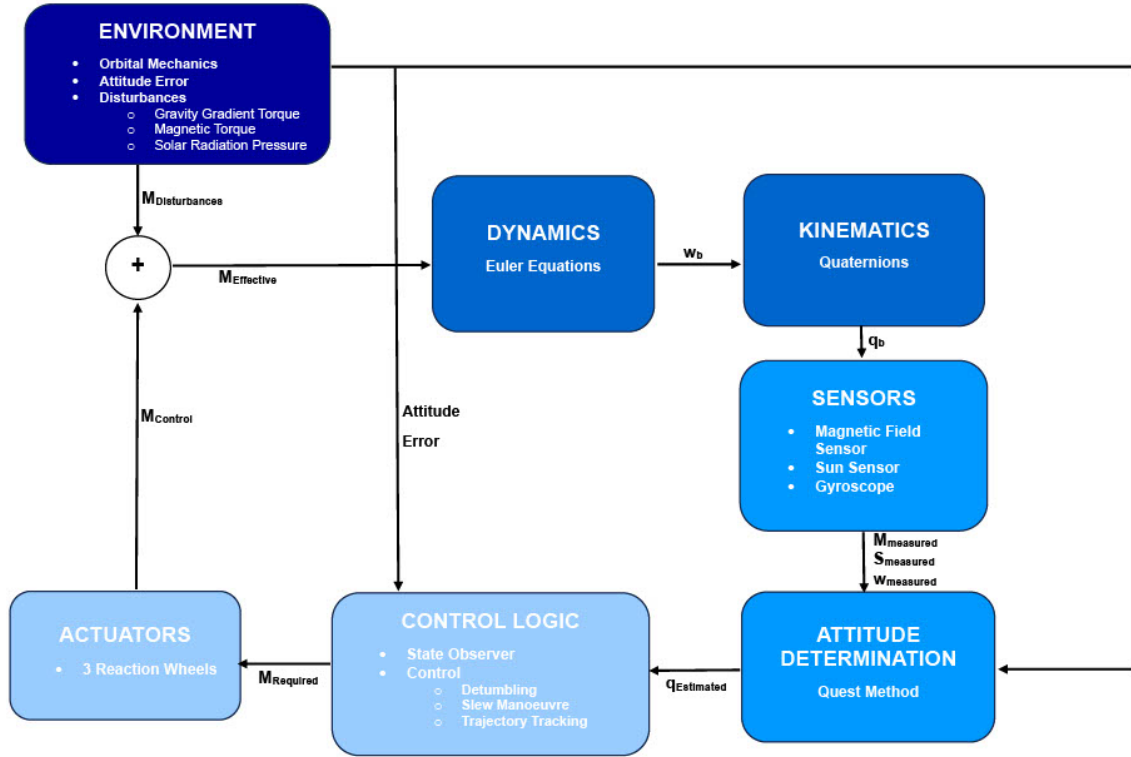 ENVIRONMENT
• Orbital Mechanics
• Attitude Error
• Disturbances
o Gravity Gradient Torque
o Magnetic Torque
o Solar Radiation Pressure
MDisturbances
+
MEffective
DYNAMICS
Euler Equations
wb
KINEMATICS
Quaternions
qb
SENSORS
• Magnetic Field
Sensor
• Sun Sensor
• Gyroscope
MControl
Attitude
Error
Mmeasured
Smeasured
wmeasured
ACTUATORS
• 3 Reaction Wheels
MRequired
CONTROL LOGIC
• State Observer
• Control
o Detumbling
o Slew Manoeuvre
o Trajectory Tracking
qEstimated
ATTITUDE
DETERMINATION
Quest Method